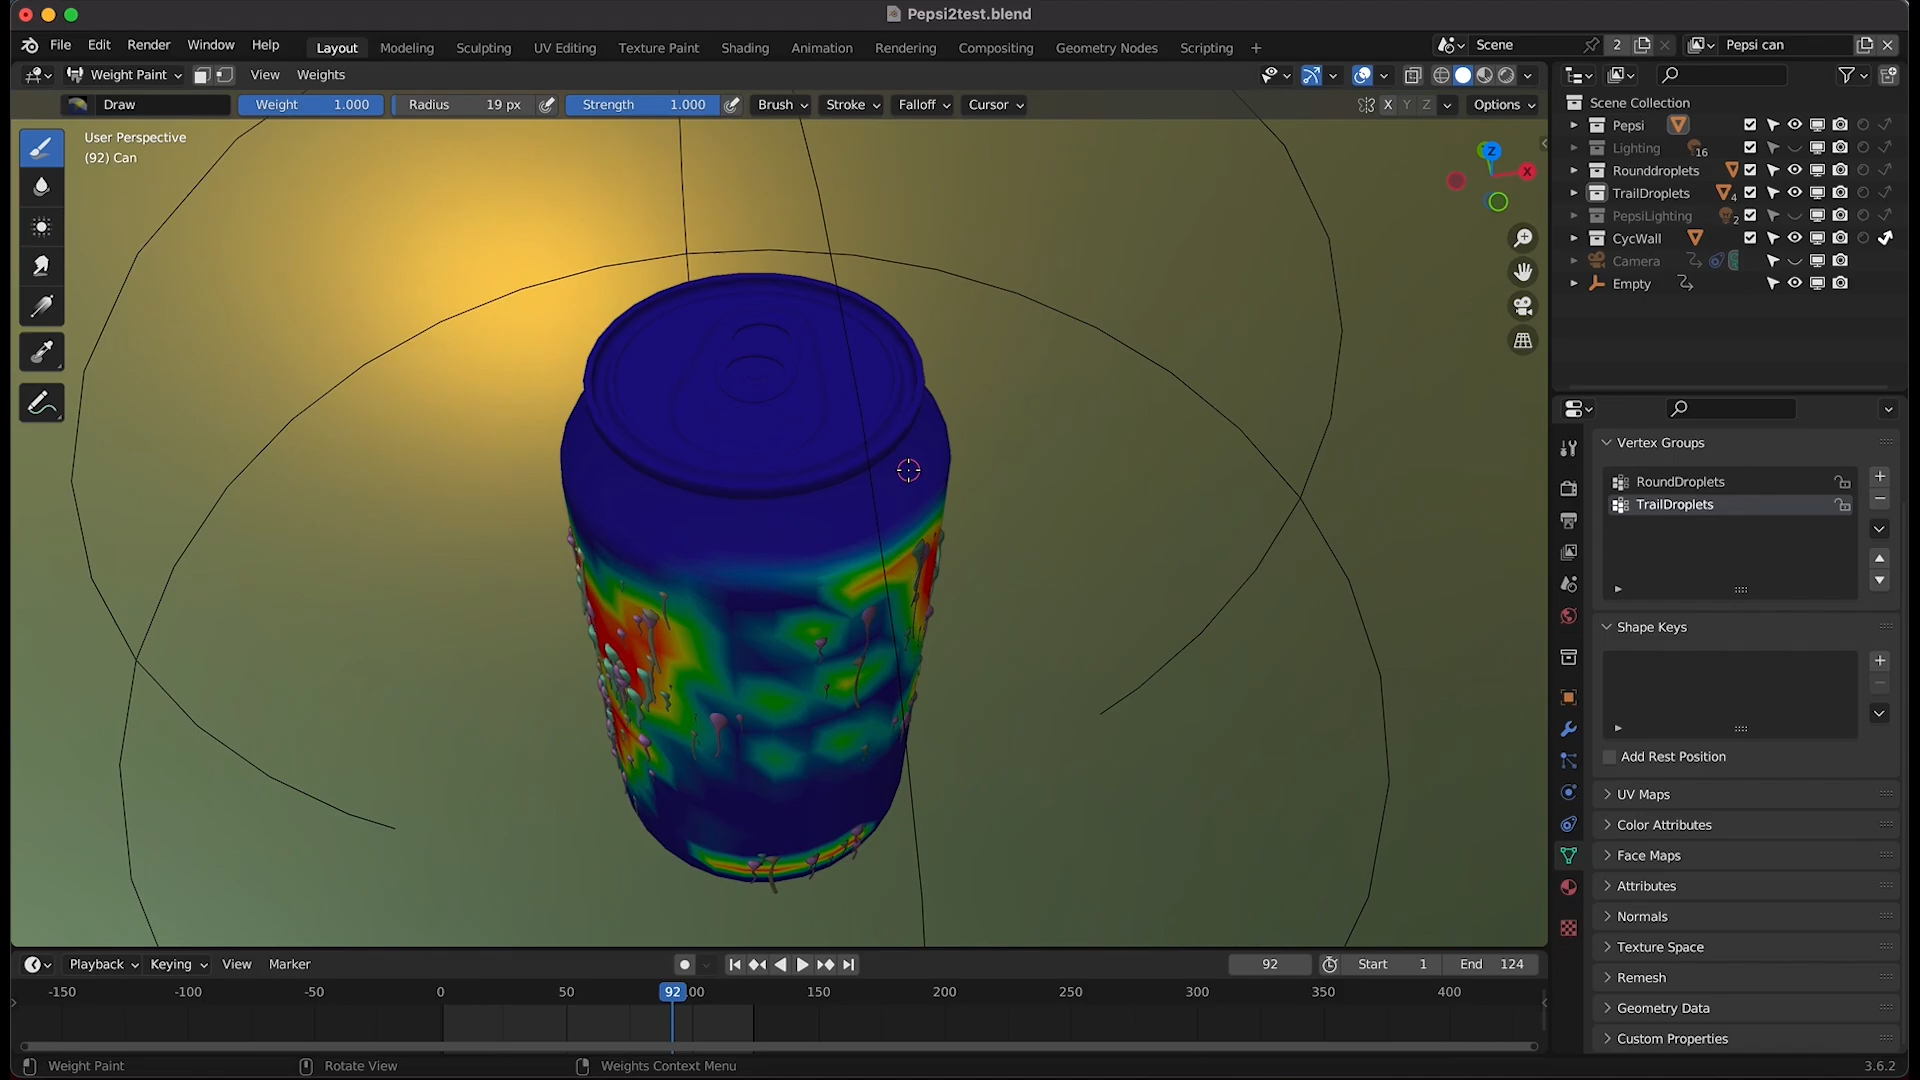 Pepsi2test.blend
File Edit Render Window Help Layout Modeling Sculpting UV Editing Texture Paint Shading Animation Rendering Compositing Geometry Nodes Scripting + Scene 2 Pepsi can
Weight Paint View Weights
Draw Weight 1.000 Radius 19 px Strength 1.000 Brush Stroke Falloff Cursor X Y Z Options
User Perspective
(92) Can
Z
X
Scene Collection
Pepsi
Lighting 16
Rounddroplets
TrailDroplets 4
PepsiLighting 2
CycWall
Camera
Empty
Vertex Groups
RoundDroplets
TrailDroplets
Shape Keys
Add Rest Position
UV Maps
Color Attributes
Face Maps
Attributes
Normals
Texture Space
Remesh
Geometry Data
Custom Properties
Playback Keying View Marker 92 Start 1 End 124
-150 -100 -50 0 50 92 00 150 200 250 300 350 400
Weight Paint Rotate View Weights Context Menu 3.6.2